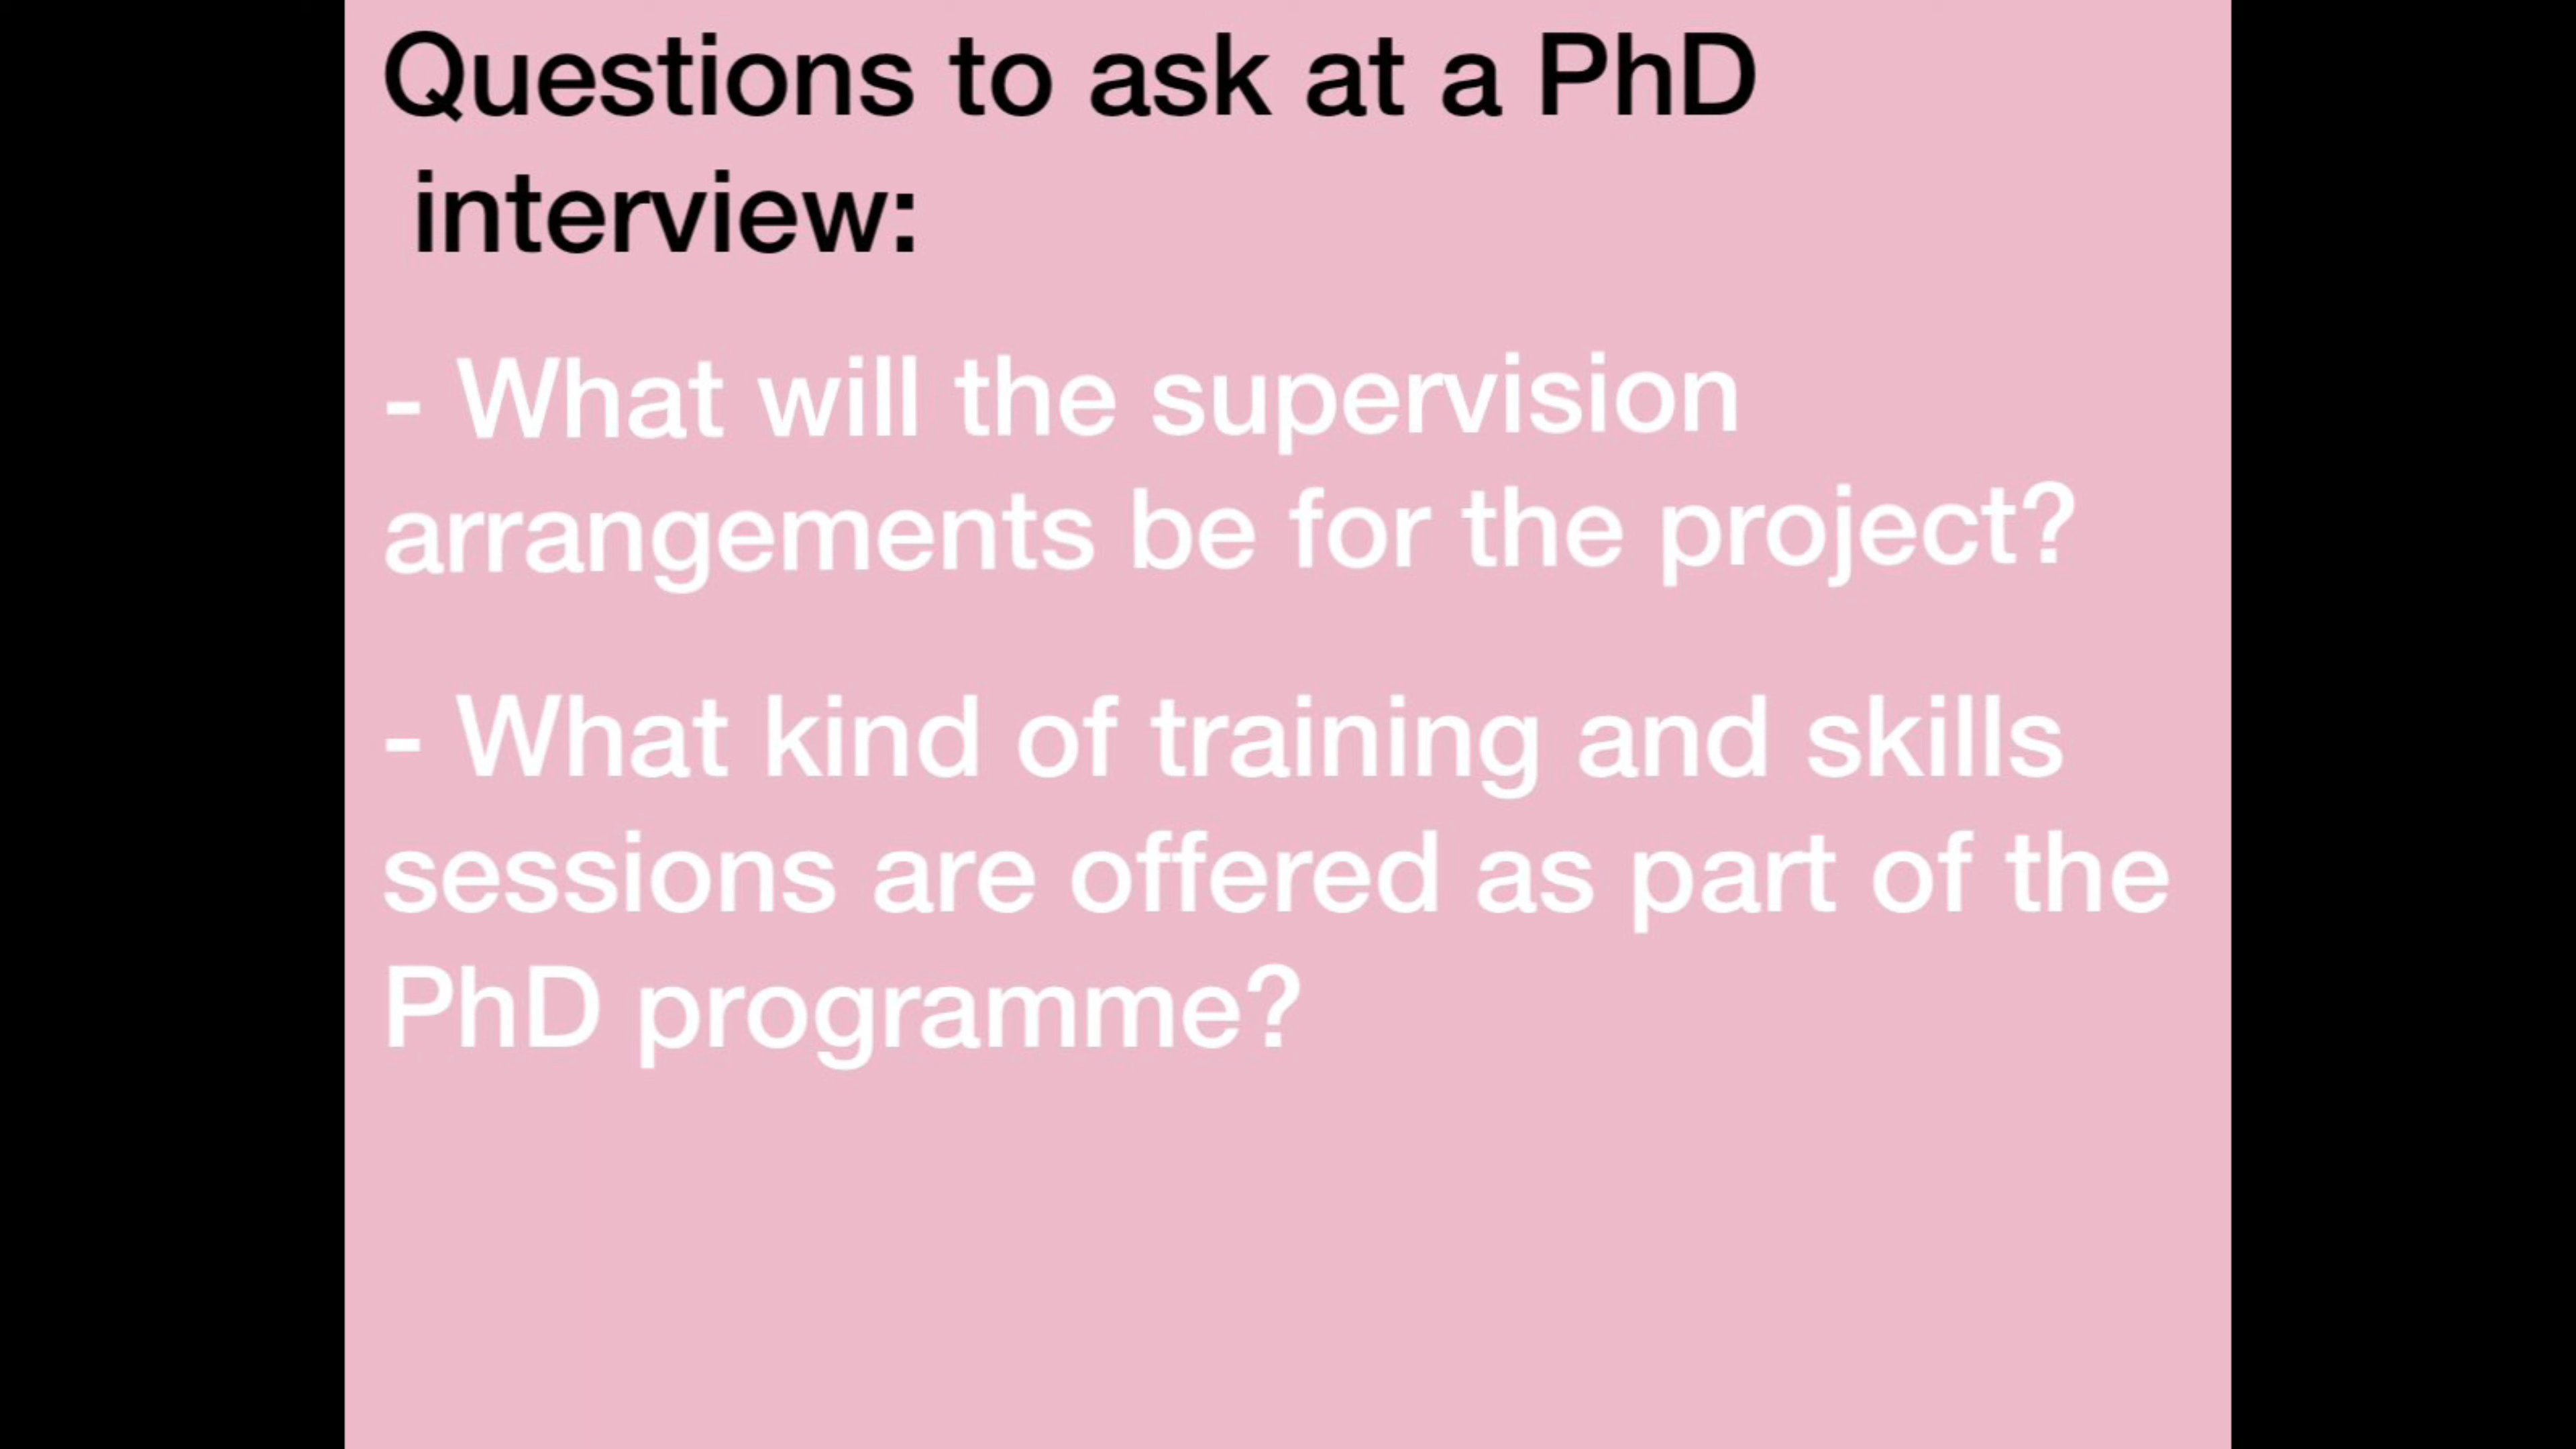 Questions to ask at a PhD
interview:
- What will the supervision
arrangements be for the project?
- What kind of training and skills
sessions are offered as part of the
PhD programme?